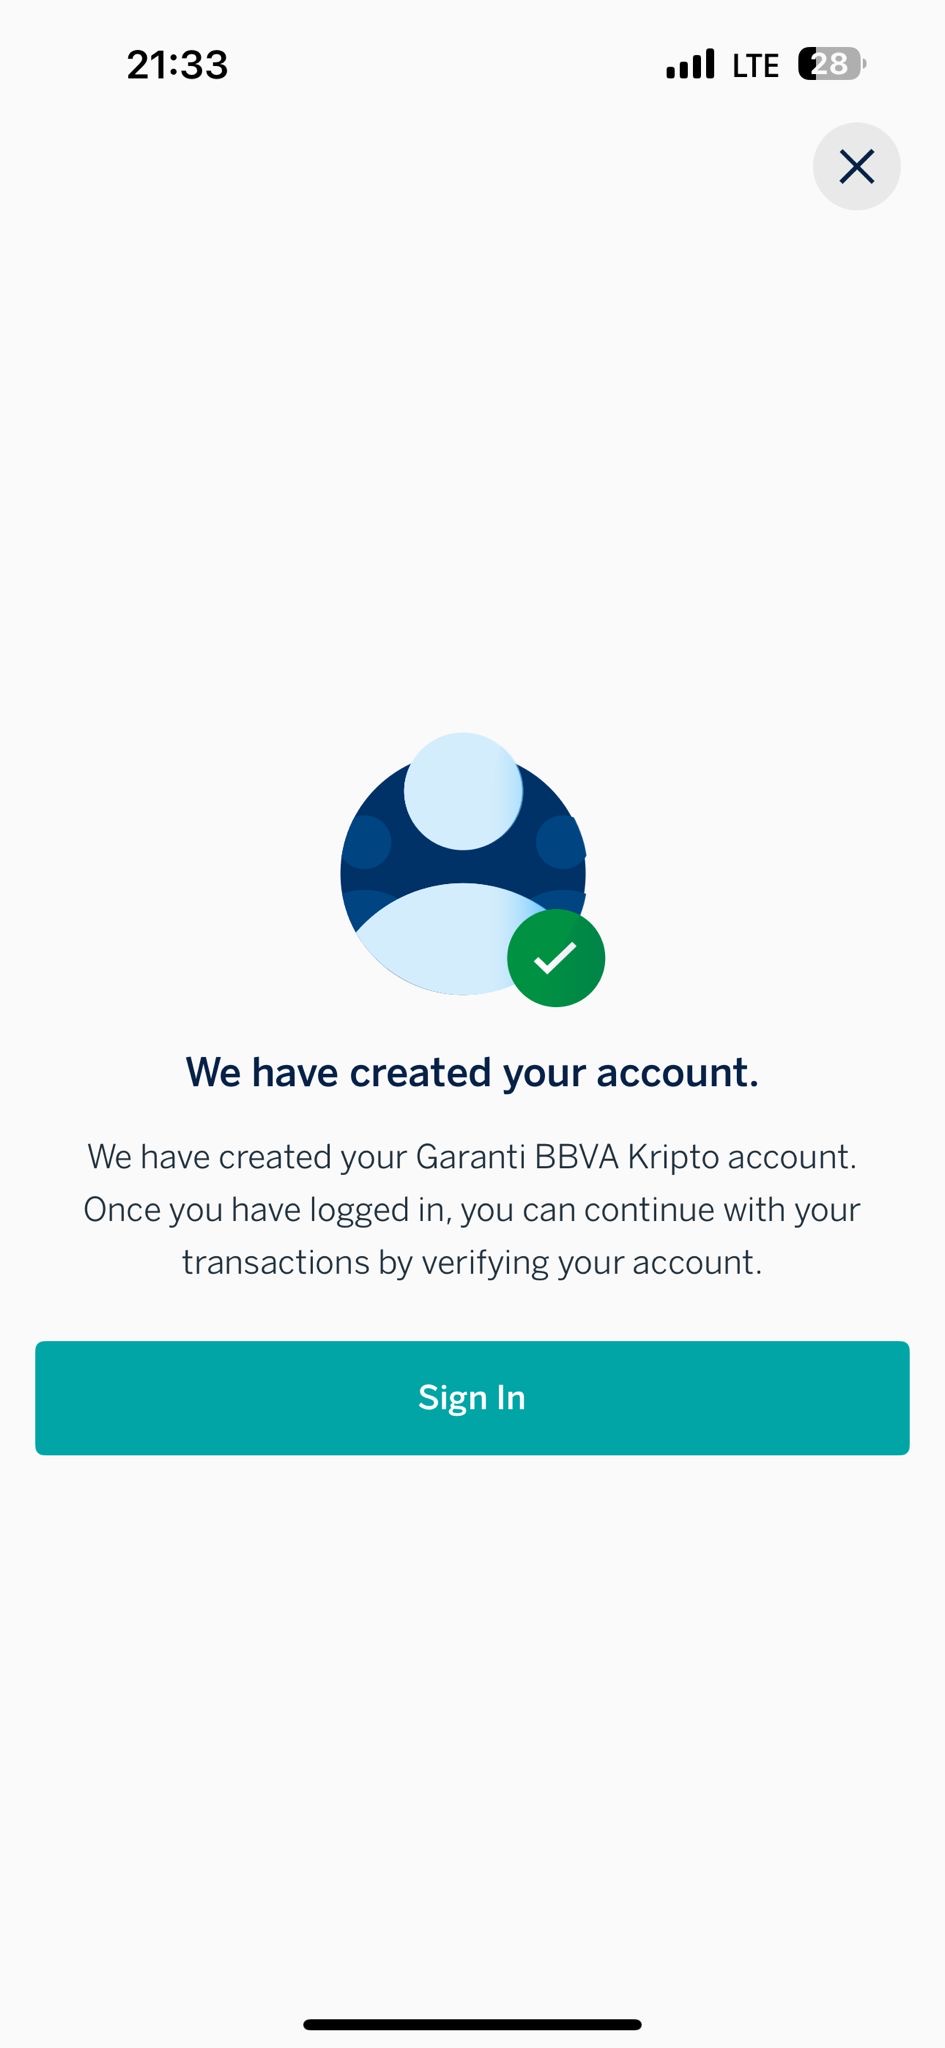 21:33
LTE 28
We have created your account.
We have created your Garanti BBVA Kripto account.
Once you have logged in, you can continue with your
transactions by verifying your account.
Sign In